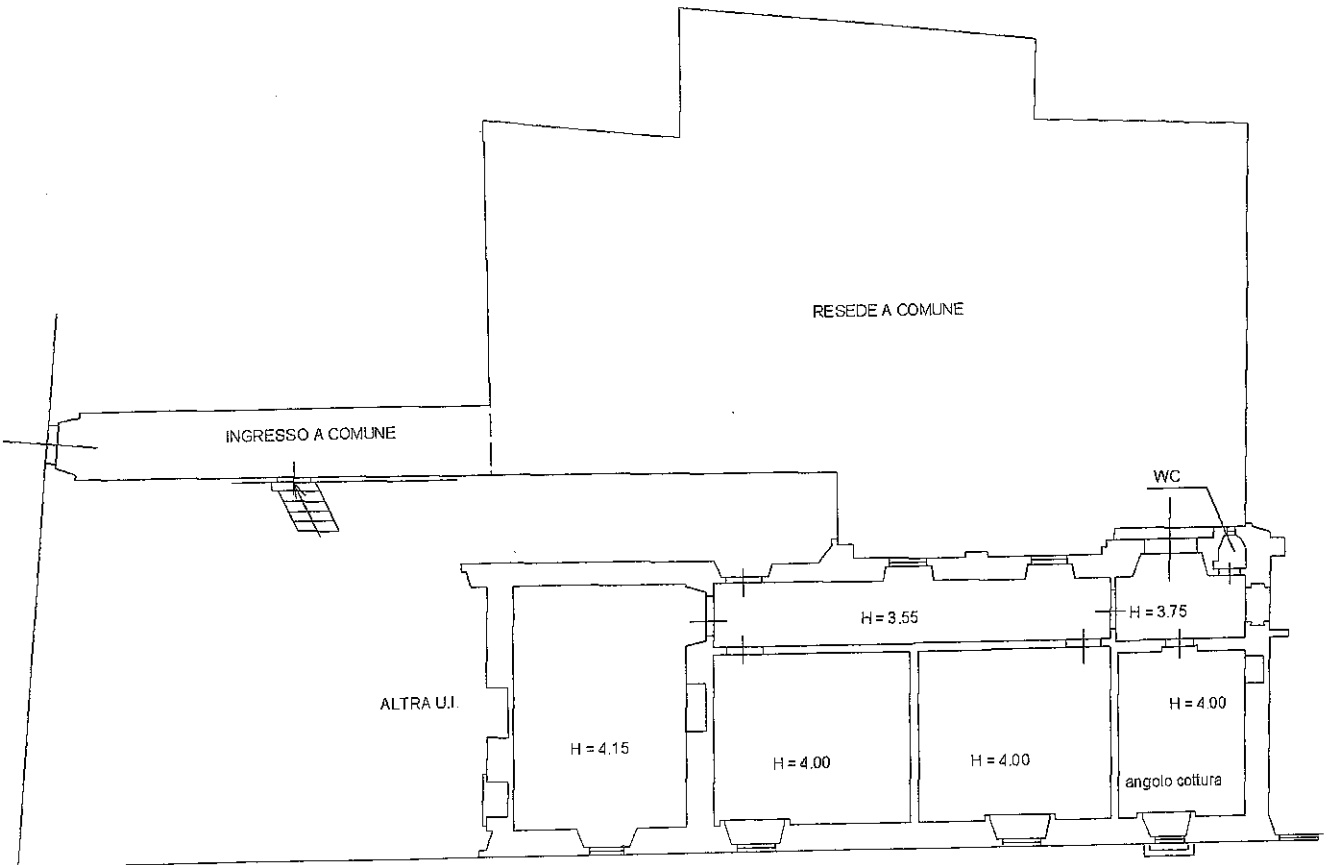 RESEDE A COMUNE
INGRESSO A COMUNE
WC
H = 3.55
H = 3.75
ALTRA U.I.
H = 4.00
H = 4.15
H = 4.00
H = 4.00
angolo cottura